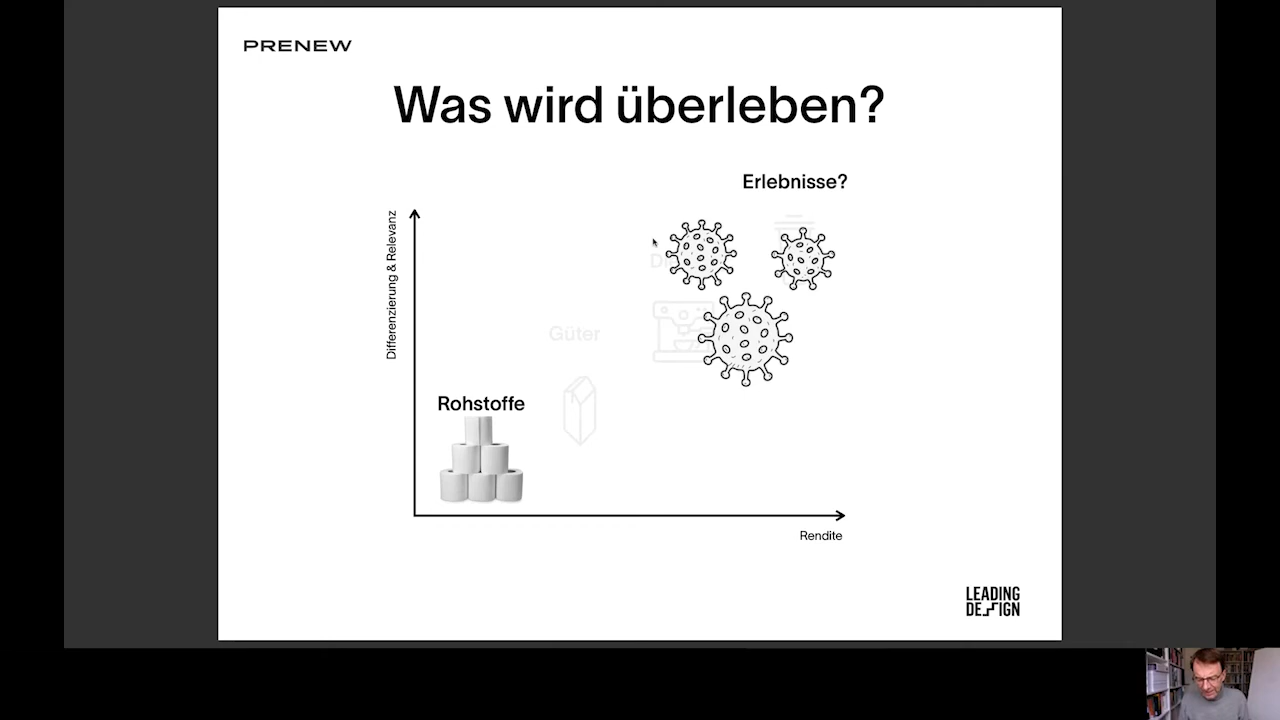 PRENEW
Was wird überleben?
Erlebnisse?
Differenzierung & Relevanz
Güter
Rohstoffe
Rendite
LEADING
DESIGN